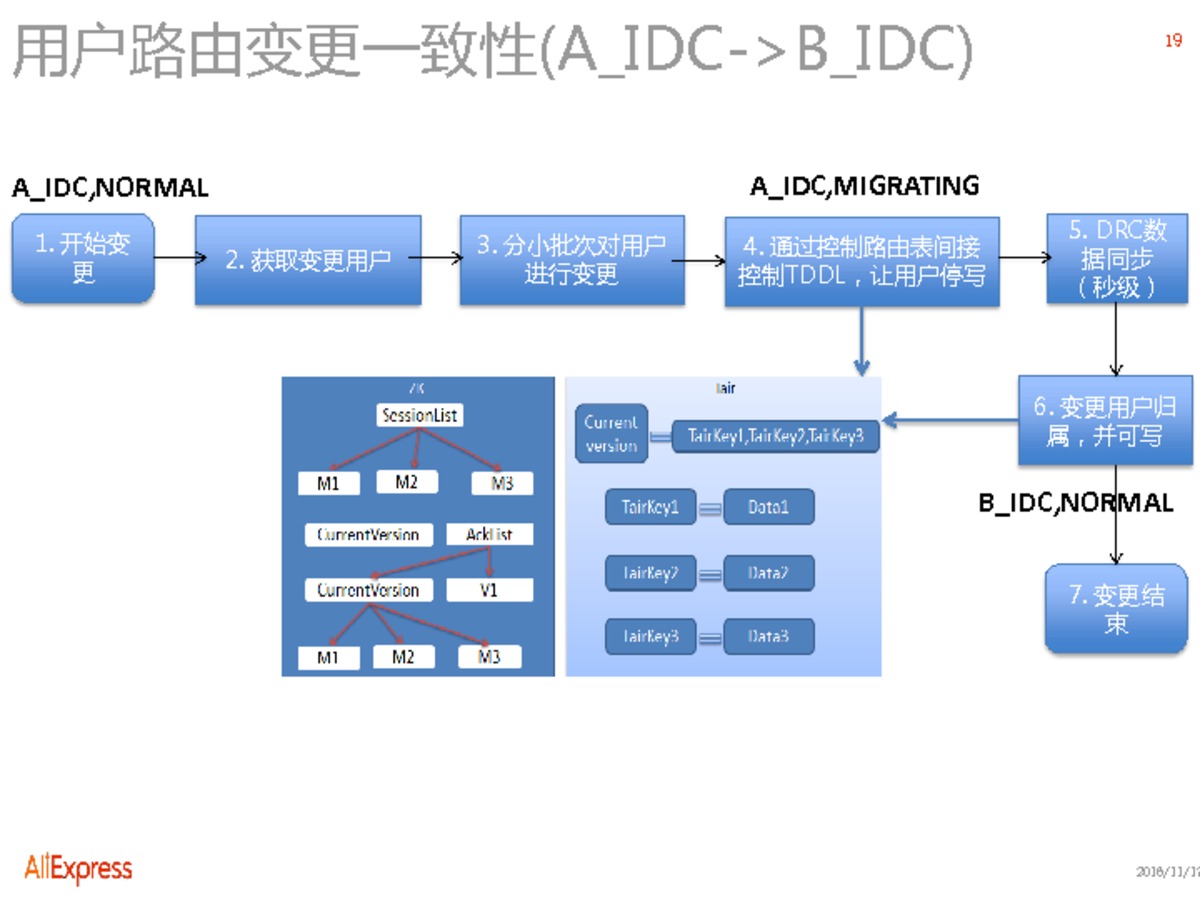 用户路由变更一致性(A_IDC->B_IDC)
19
A_IDC,NORMAL
A_IDC,MIGRATING
1. 开始变
更
2. 获取变更用户
3. 分小批次对用户
进行变更
4. 通过控制路由表间接
控制TDDL，让用户停写
5. DRC数
据同步
（秒级）
ZK
SessionList
M1
M2
M3
CurrentVersion
AckList
CurrentVersion
V1
M1
M2
M3
Tair
Current
version
TairKey1,TairKey2,TairKey3
TairKey1
Data1
TairKey2
Data2
TairKey3
Data3
6. 变更用户归
属，并可写
B_IDC,NORMAL
7. 变更结
束
AliExpress